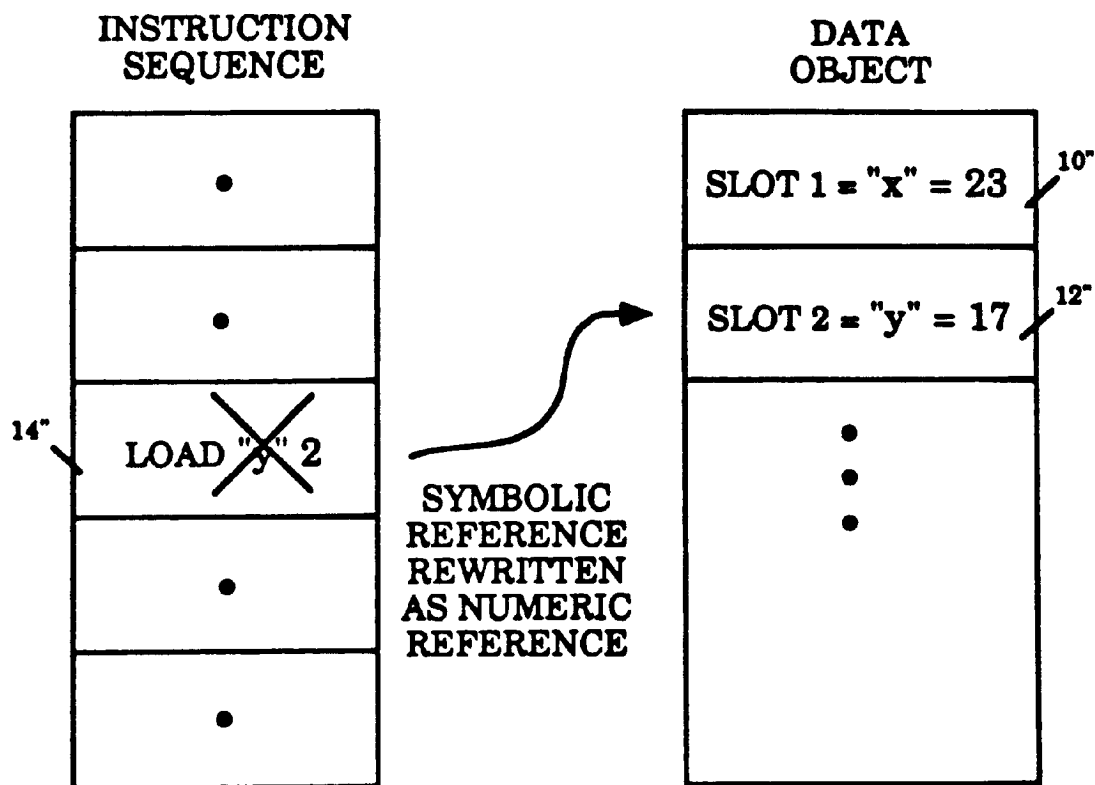 INSTRUCTION
SEQUENCE
DATA
OBJECT
SLOT 1 = "x" = 23
10"
SLOT 2 = "y" = 17
12"
14"
LOAD "y" 2
SYMBOLIC
REFERENCE
REWRITTEN
AS NUMERIC
REFERENCE